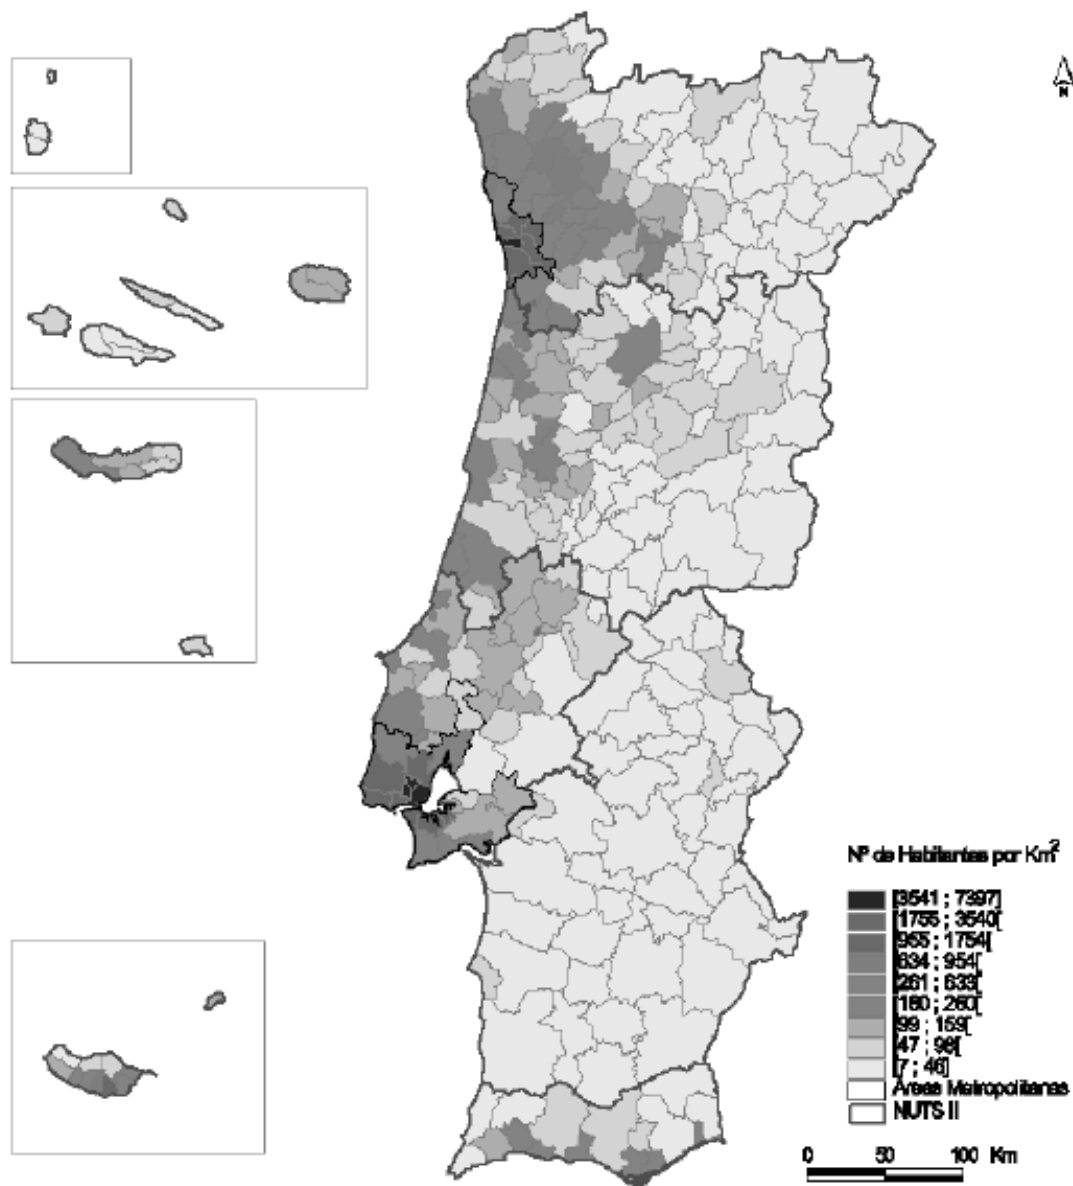 N
Nº de Habitantes por Km²
[3541 ; 7397]
[1755 ; 3540[
[955 ; 1754[
[634 ; 954[
[261 ; 633[
[160 ; 260[
[99 ; 159[
[47 ; 98[
[7 ; 46]
Áreas Metropolitanas
NUTS II
0 50 100 Km